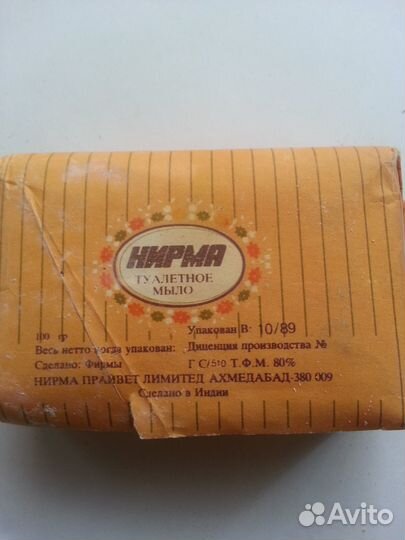 НИРМА
ТУАЛЕТНОЕ
МЫЛО
100 гр Упакован В: 10/89
Весь нетто когда упакован: Диценция производства №
Сделано: Фирмы Г С/510 Т.Ф.М. 80%
НИРМА ПРАЙВЕТ ЛИМИТЕД АХМЕДАБАД-380 009
Сделано в Индии
Avito